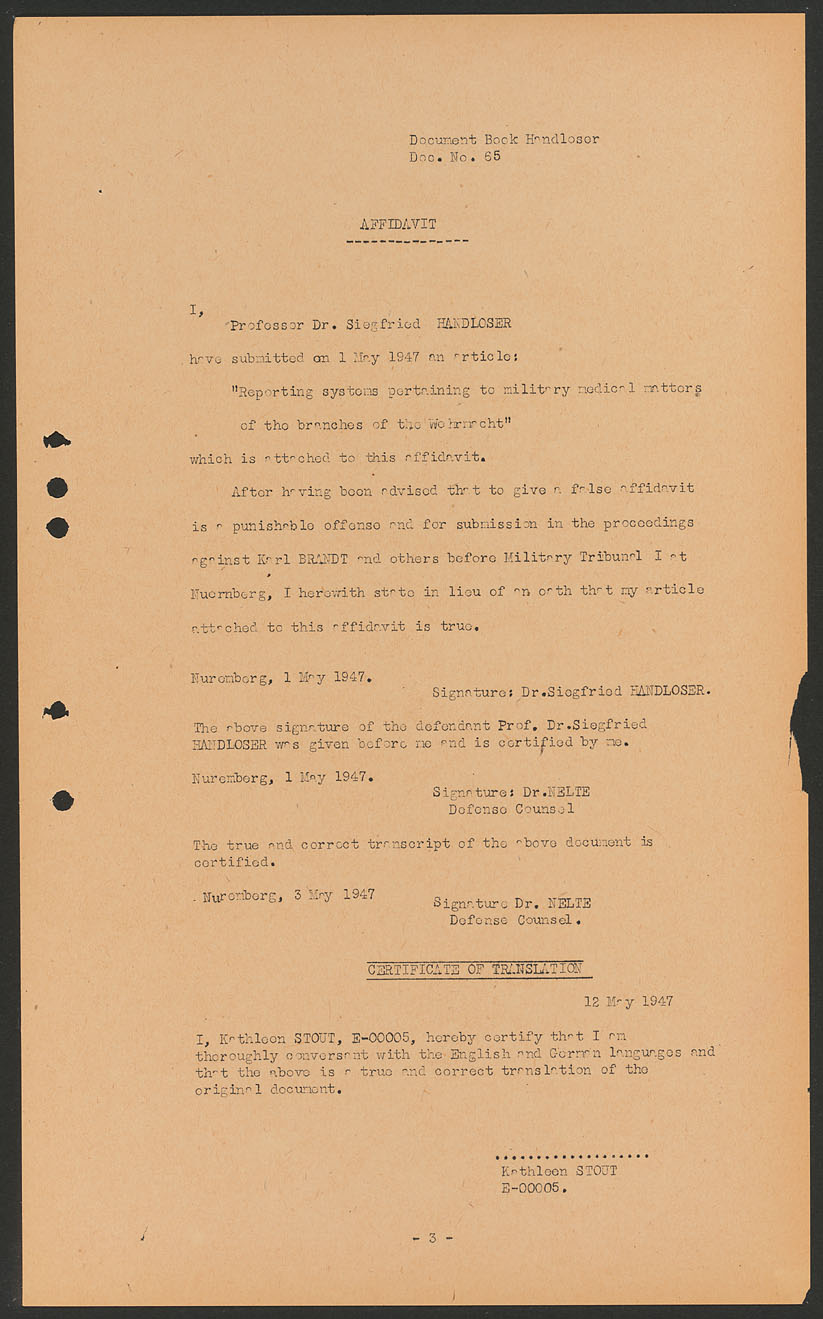 Document Book Handloser
Doc. No. 65
AFFIDAVIT
I,
Professor Dr. Siegfried HANDLOSER
have submitted on 1 May 1947 an article:
"Reporting systems pertaining to military medical matters
of the branches of the Wehrmacht"
which is attached to this affidavit.
After having been advised that to give a false affidavit
is a punishable offense and for submission in the proceedings
against Karl BRANDT and others before Military Tribunal I at
Nuernberg, I herewith state in lieu of an oath that my article
attached to this affidavit is true.
Nuremberg, 1 May 1947.
Signature: Dr.Siegfried HANDLOSER.
The above signature of the defendant Prof. Dr.Siegfried
HANDLOSER was given before me and is certified by me.
Nuremberg, 1 May 1947.
Signature: Dr.NELTE
Defense Counsel
The true and correct transcript of the above document is
certified.
Nuremberg, 3 May 1947
Signature Dr. NELTE
Defense Counsel.
CERTIFICATE OF TRANSLATION
12 May 1947
I, Kathleen STOUT, E-00005, hereby certify that I am
thoroughly conversant with the English and German languages and
that the above is a true and correct translation of the
original document.
...................
Kathleen STOUT
E-00005.
- 3 -